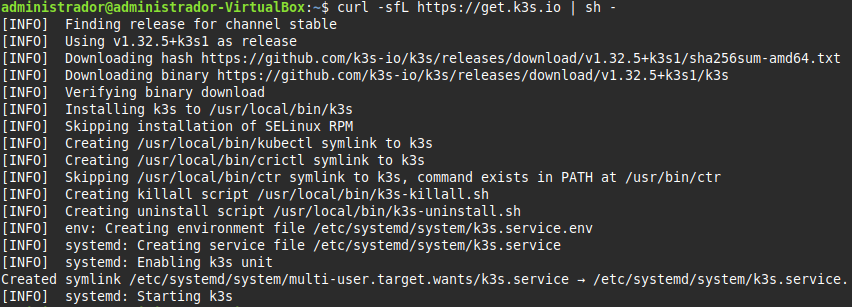 administrador@administrador-VirtualBox:~$ curl -sfL https://get.k3s.io | sh -
[INFO]  Finding release for channel stable
[INFO]  Using v1.32.5+k3s1 as release
[INFO]  Downloading hash https://github.com/k3s-io/k3s/releases/download/v1.32.5+k3s1/sha256sum-amd64.txt
[INFO]  Downloading binary https://github.com/k3s-io/k3s/releases/download/v1.32.5+k3s1/k3s
[INFO]  Verifying binary download
[INFO]  Installing k3s to /usr/local/bin/k3s
[INFO]  Skipping installation of SELinux RPM
[INFO]  Creating /usr/local/bin/kubectl symlink to k3s
[INFO]  Creating /usr/local/bin/crictl symlink to k3s
[INFO]  Skipping /usr/local/bin/ctr symlink to k3s, command exists in PATH at /usr/bin/ctr
[INFO]  Creating killall script /usr/local/bin/k3s-killall.sh
[INFO]  Creating uninstall script /usr/local/bin/k3s-uninstall.sh
[INFO]  env: Creating environment file /etc/systemd/system/k3s.service.env
[INFO]  systemd: Creating service file /etc/systemd/system/k3s.service
[INFO]  systemd: Enabling k3s unit
Created symlink /etc/systemd/system/multi-user.target.wants/k3s.service → /etc/systemd/system/k3s.service.
[INFO]  systemd: Starting k3s